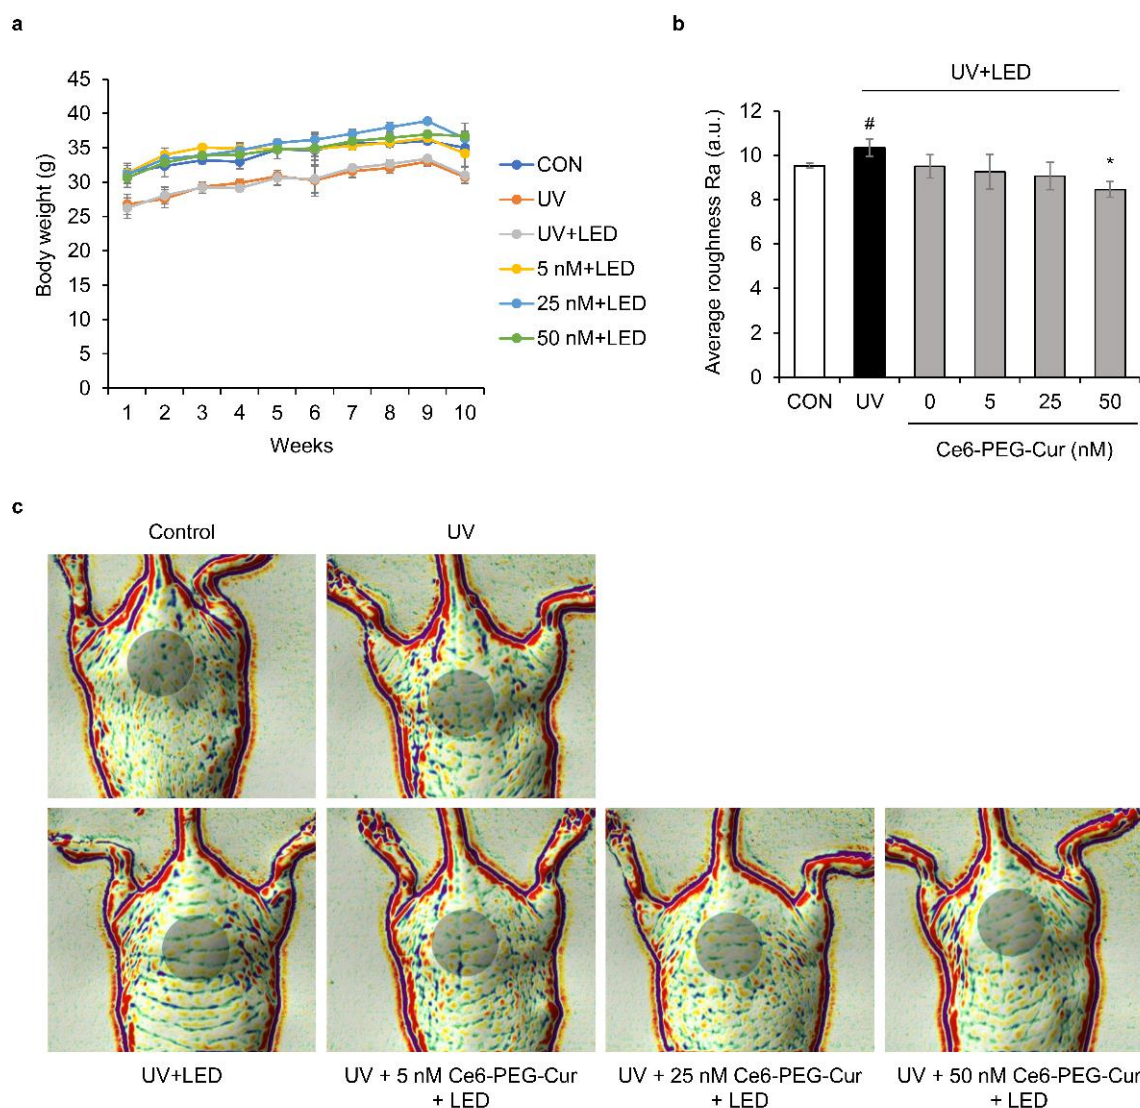 a
45
40
35
30
25
20
15
10
5
0
Body weight (g)
1 2 3 4 5 6 7 8 9 10
Weeks
CON
UV
UV+LED
5 nM+LED
25 nM+LED
50 nM+LED
b
UV+LED
12
10
8
6
4
2
0
Average roughness Ra (a.u.)
#
*
CON UV 0 5 25 50
Ce6-PEG-Cur (nM)
c
Control UV
UV+LED UV + 5 nM Ce6-PEG-Cur UV + 25 nM Ce6-PEG-Cur UV + 50 nM Ce6-PEG-Cur
+ LED + LED + LED